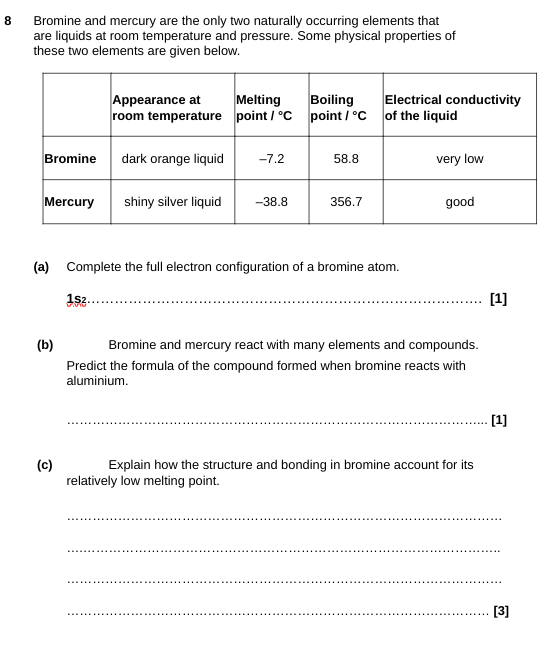 8 Bromine and mercury are the only two naturally occurring elements that
are liquids at room temperature and pressure. Some physical properties of
these two elements are given below.
Appearance at room temperature Melting point / °C Boiling point / °C Electrical conductivity of the liquid
Bromine dark orange liquid –7.2 58.8 very low
Mercury shiny silver liquid –38.8 356.7 good
(a) Complete the full electron configuration of a bromine atom.
1s2…………………………………………………………………………… [1]
(b) Bromine and mercury react with many elements and compounds.
Predict the formula of the compound formed when bromine reacts with
aluminium.
………………………………………………………………………………... [1]
(c) Explain how the structure and bonding in bromine account for its
relatively low melting point.
……………………………………………………………………………………
……………………………………………………………………………………..
……………………………………………………………………………………
………………………………………………………………………………… [3]